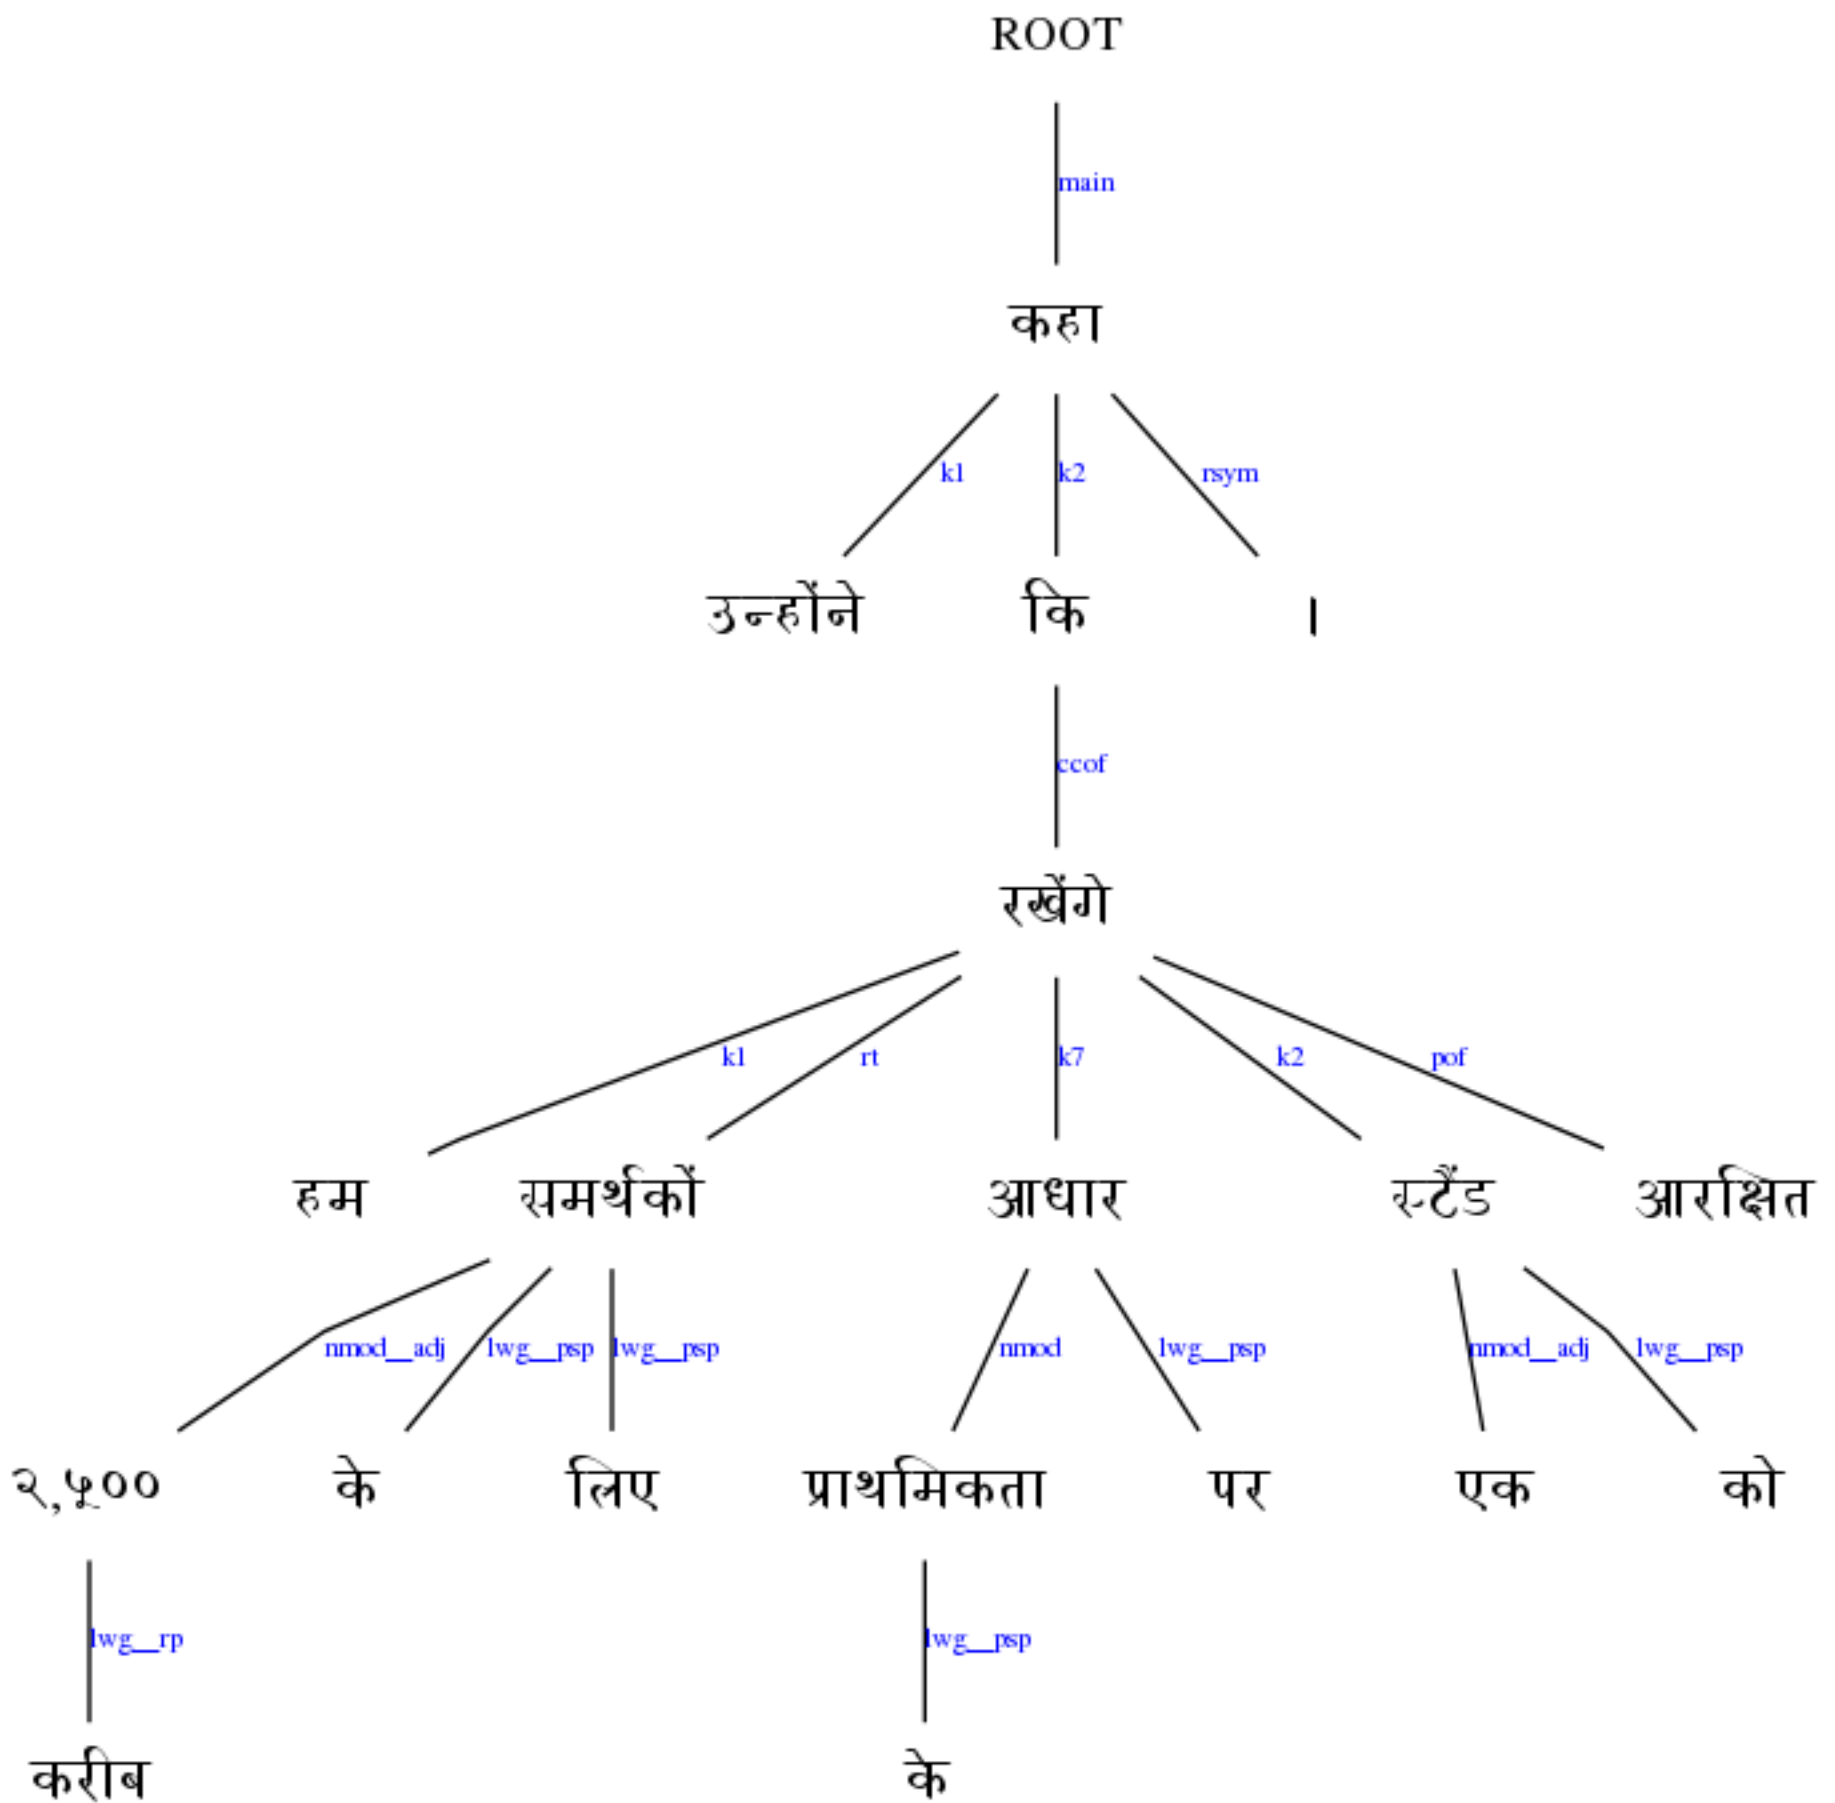 ROOT
main
कहा
k1 k2 rsym
उन्होंने कि ।
ccof
रखेंगे
k1 rt k7 k2 pof
हम समर्थकों आधार स्टैंड आरक्षित
nmod__adj lwg__psp lwg__psp nmod lwg__psp nmod__adj lwg__psp
२,५०० के लिए प्राथमिकता पर एक को
lwg__rp lwg__psp
करीब के